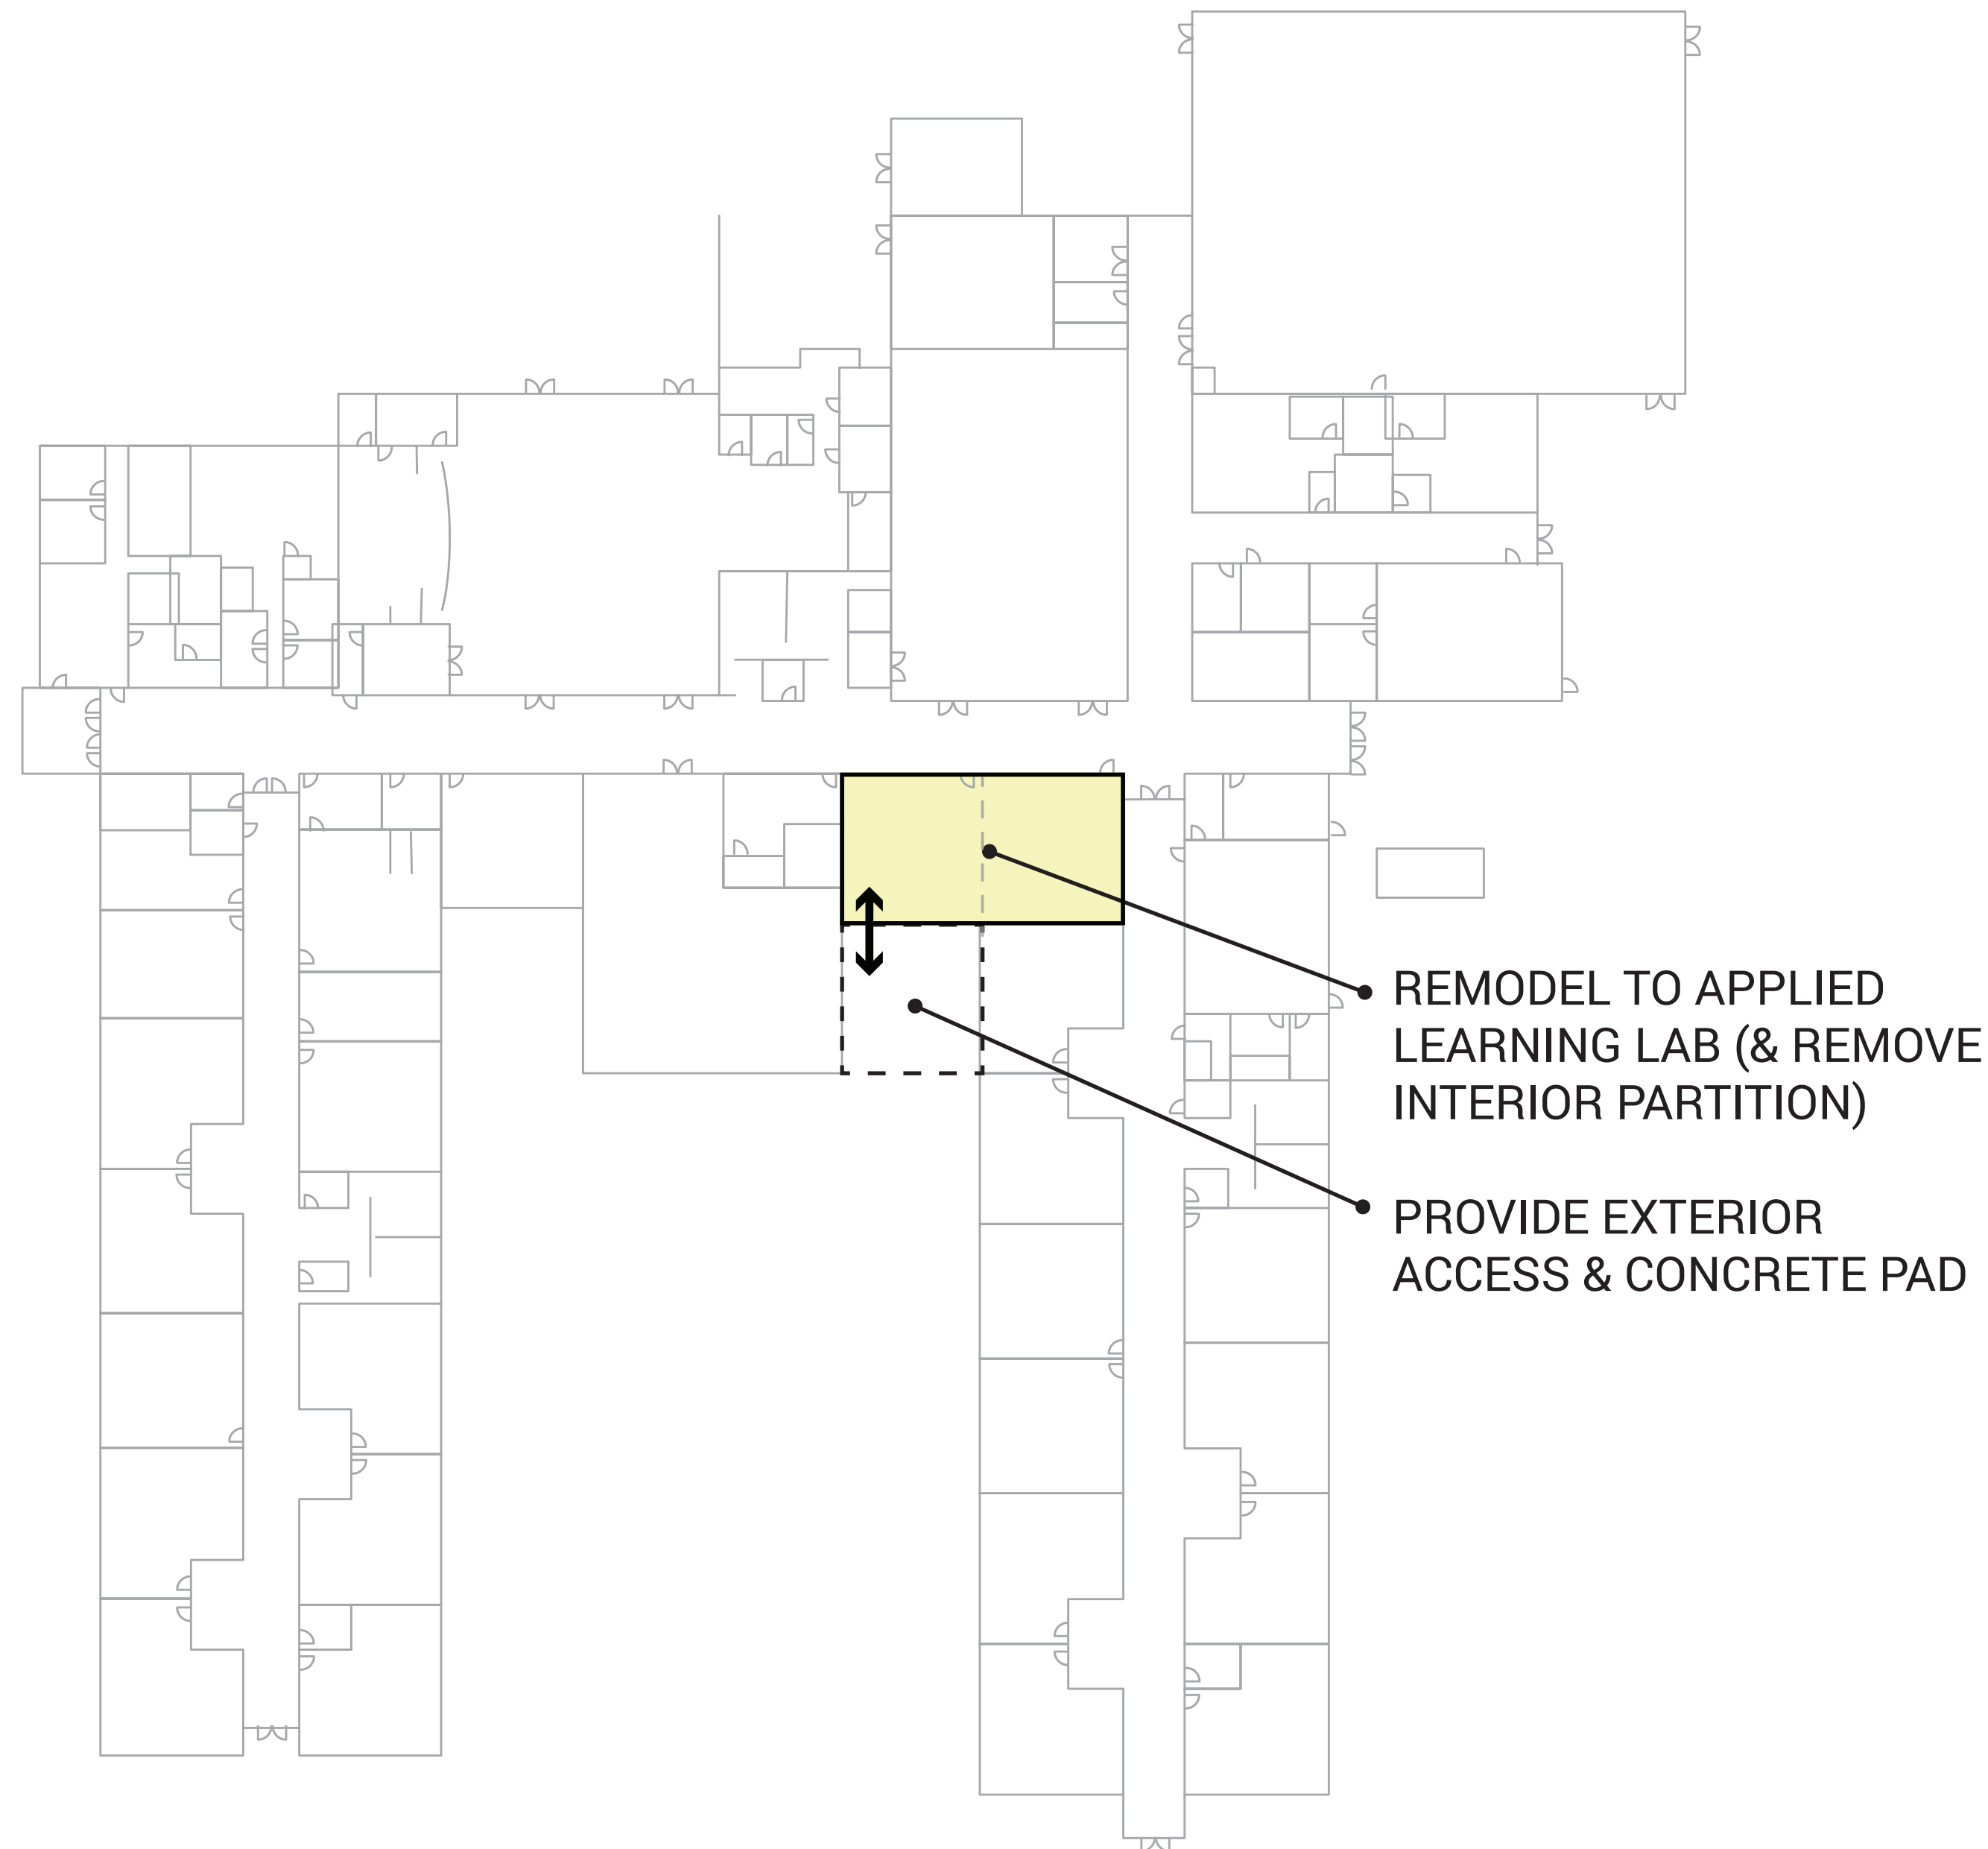 REMODEL TO APPLIED
LEARNING LAB (& REMOVE
INTERIOR PARTITION)
PROVIDE EXTERIOR
ACCESS & CONCRETE PAD